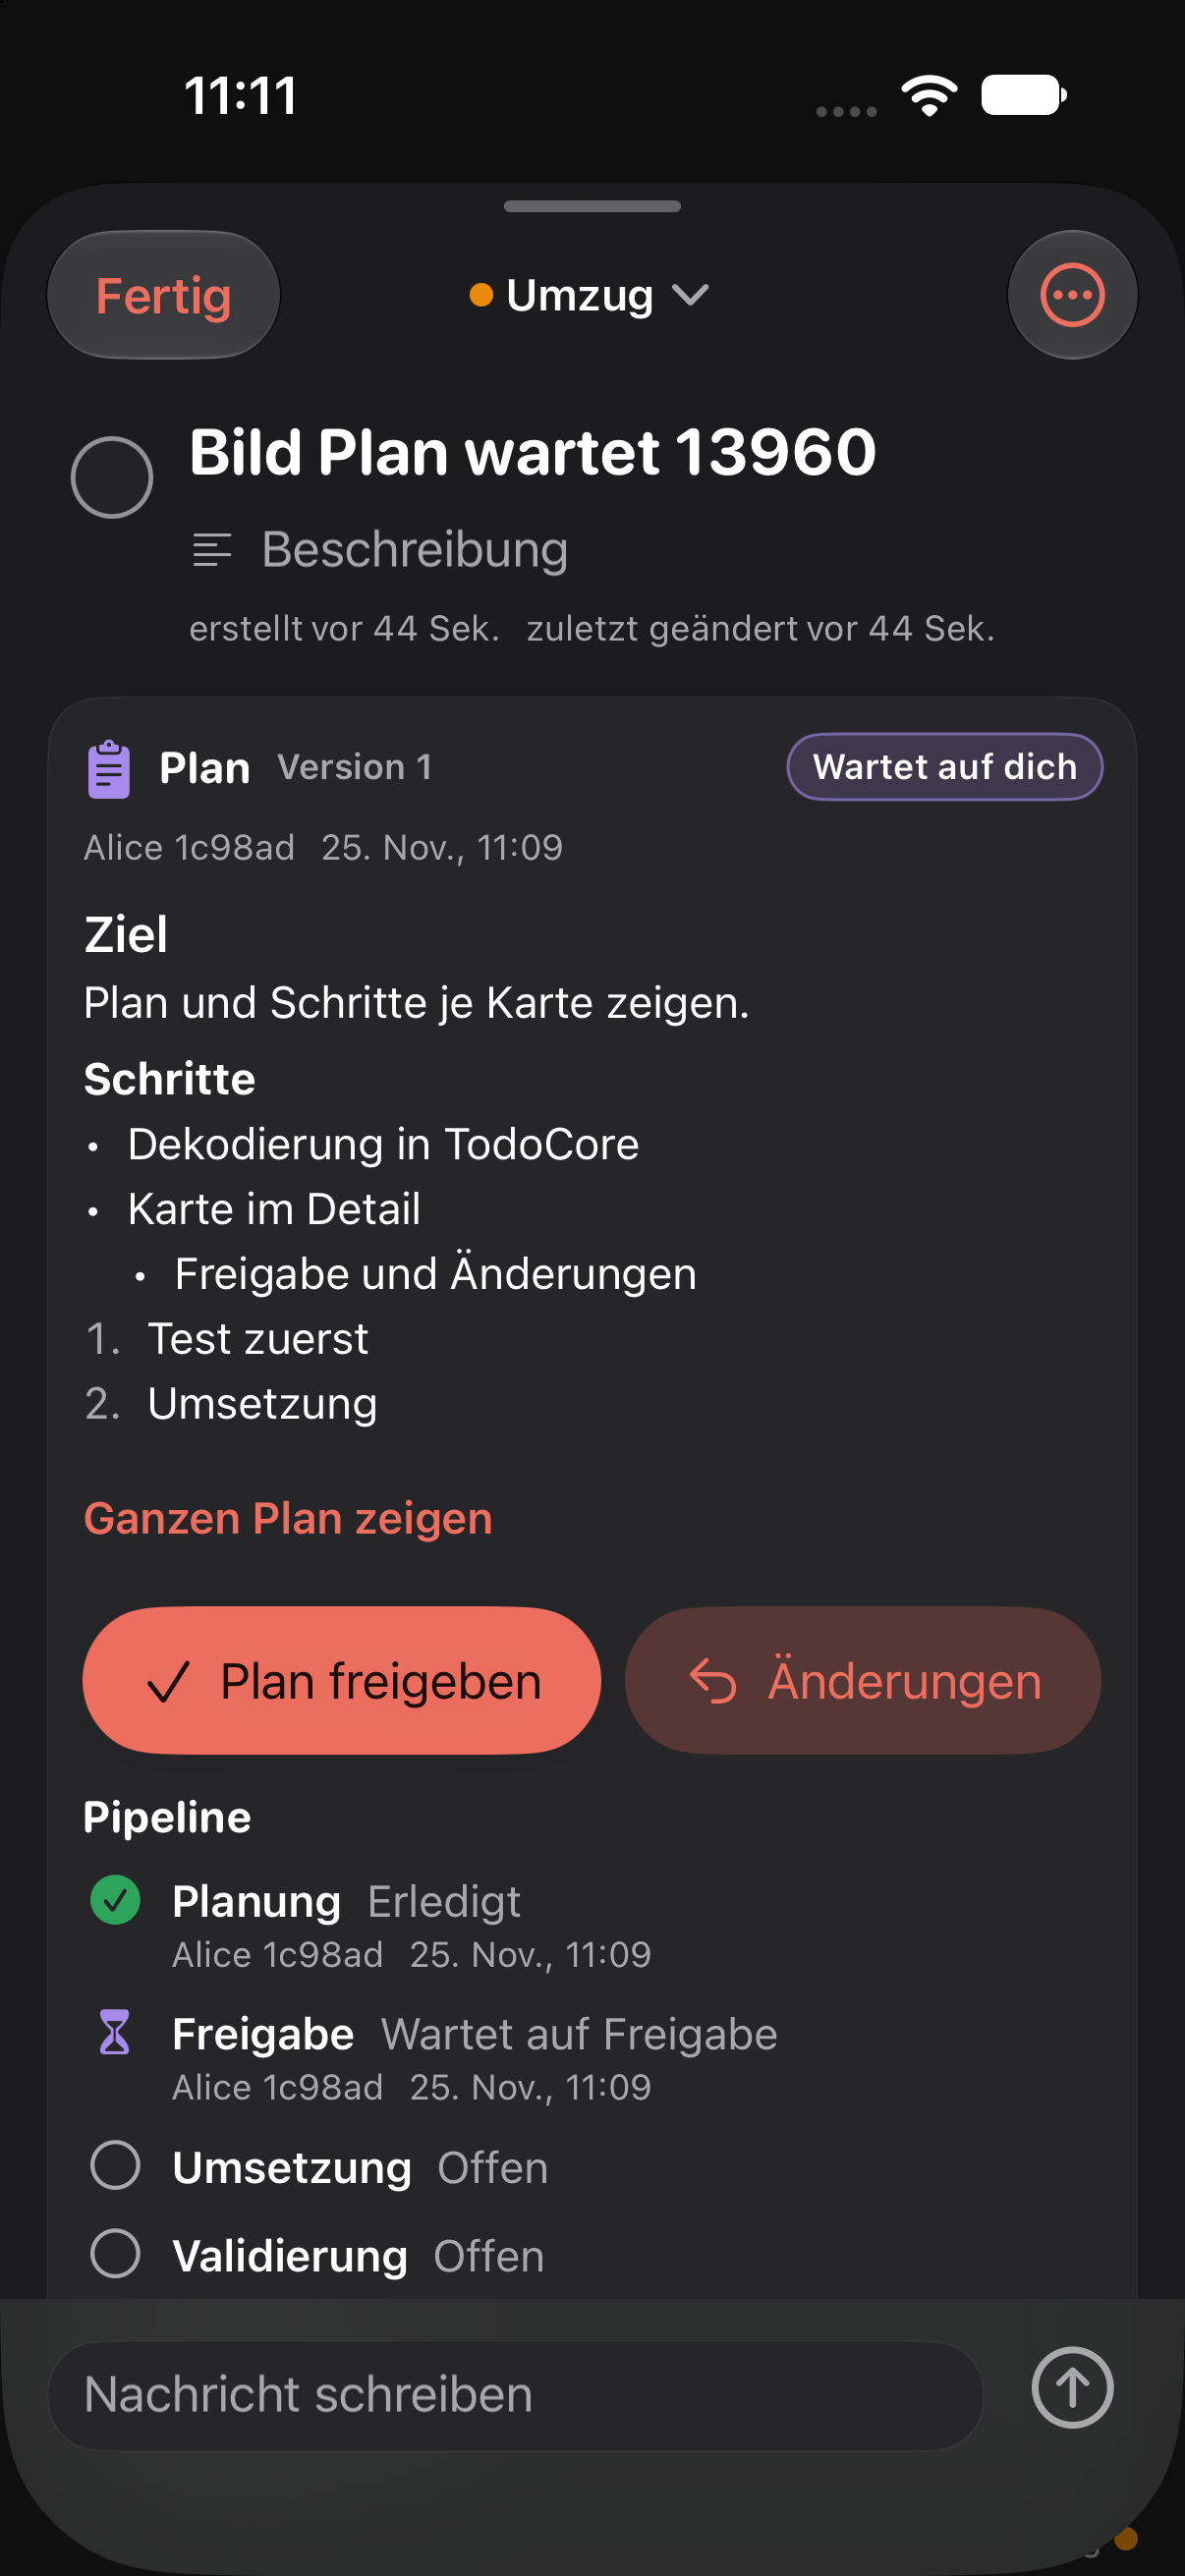 11:11
Fertig
Umzug
Bild Plan wartet 13960
Beschreibung
erstellt vor 44 Sek. zuletzt geändert vor 44 Sek.
Plan Version 1 Wartet auf dich
Alice 1c98ad 25. Nov., 11:09
Ziel
Plan und Schritte je Karte zeigen.
Schritte
• Dekodierung in TodoCore
• Karte im Detail
• Freigabe und Änderungen
1. Test zuerst
2. Umsetzung
Ganzen Plan zeigen
Plan freigeben
Änderungen
Pipeline
Planung Erledigt
Alice 1c98ad 25. Nov., 11:09
Freigabe Wartet auf Freigabe
Alice 1c98ad 25. Nov., 11:09
Umsetzung Offen
Validierung Offen
Nachricht schreiben